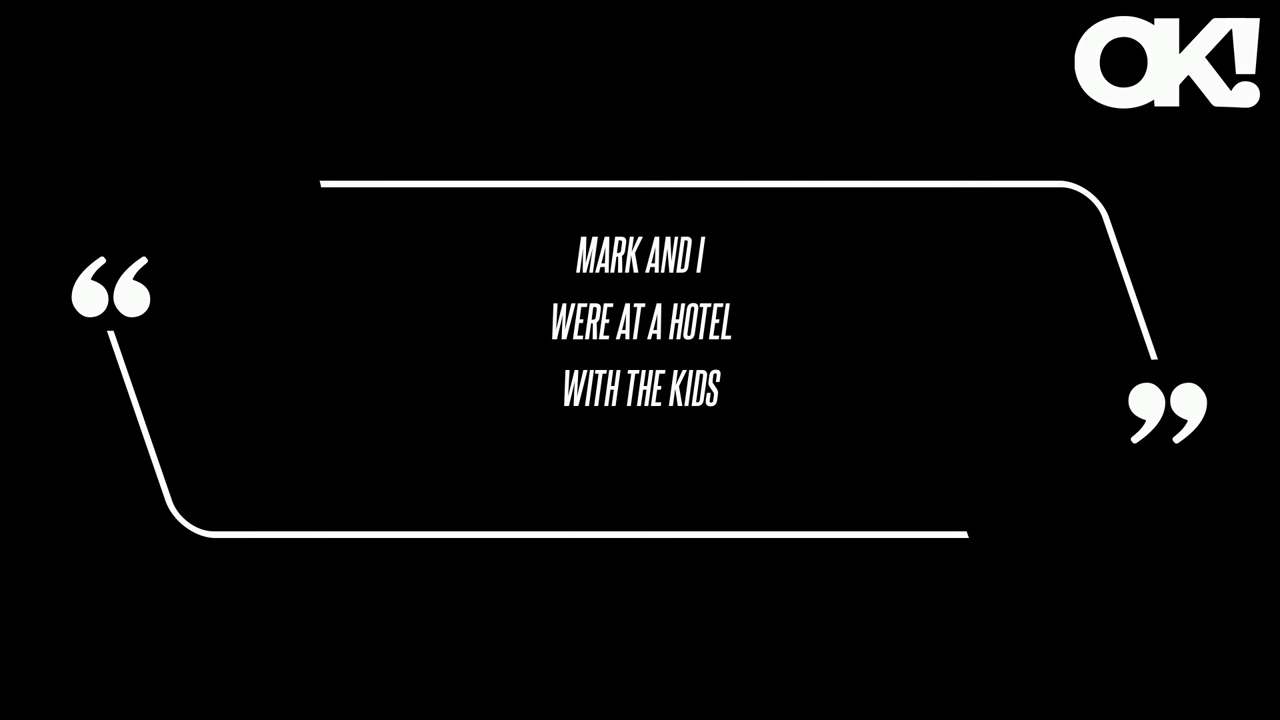 OK!
“
MARK AND I
WERE AT A HOTEL
WITH THE KIDS
”